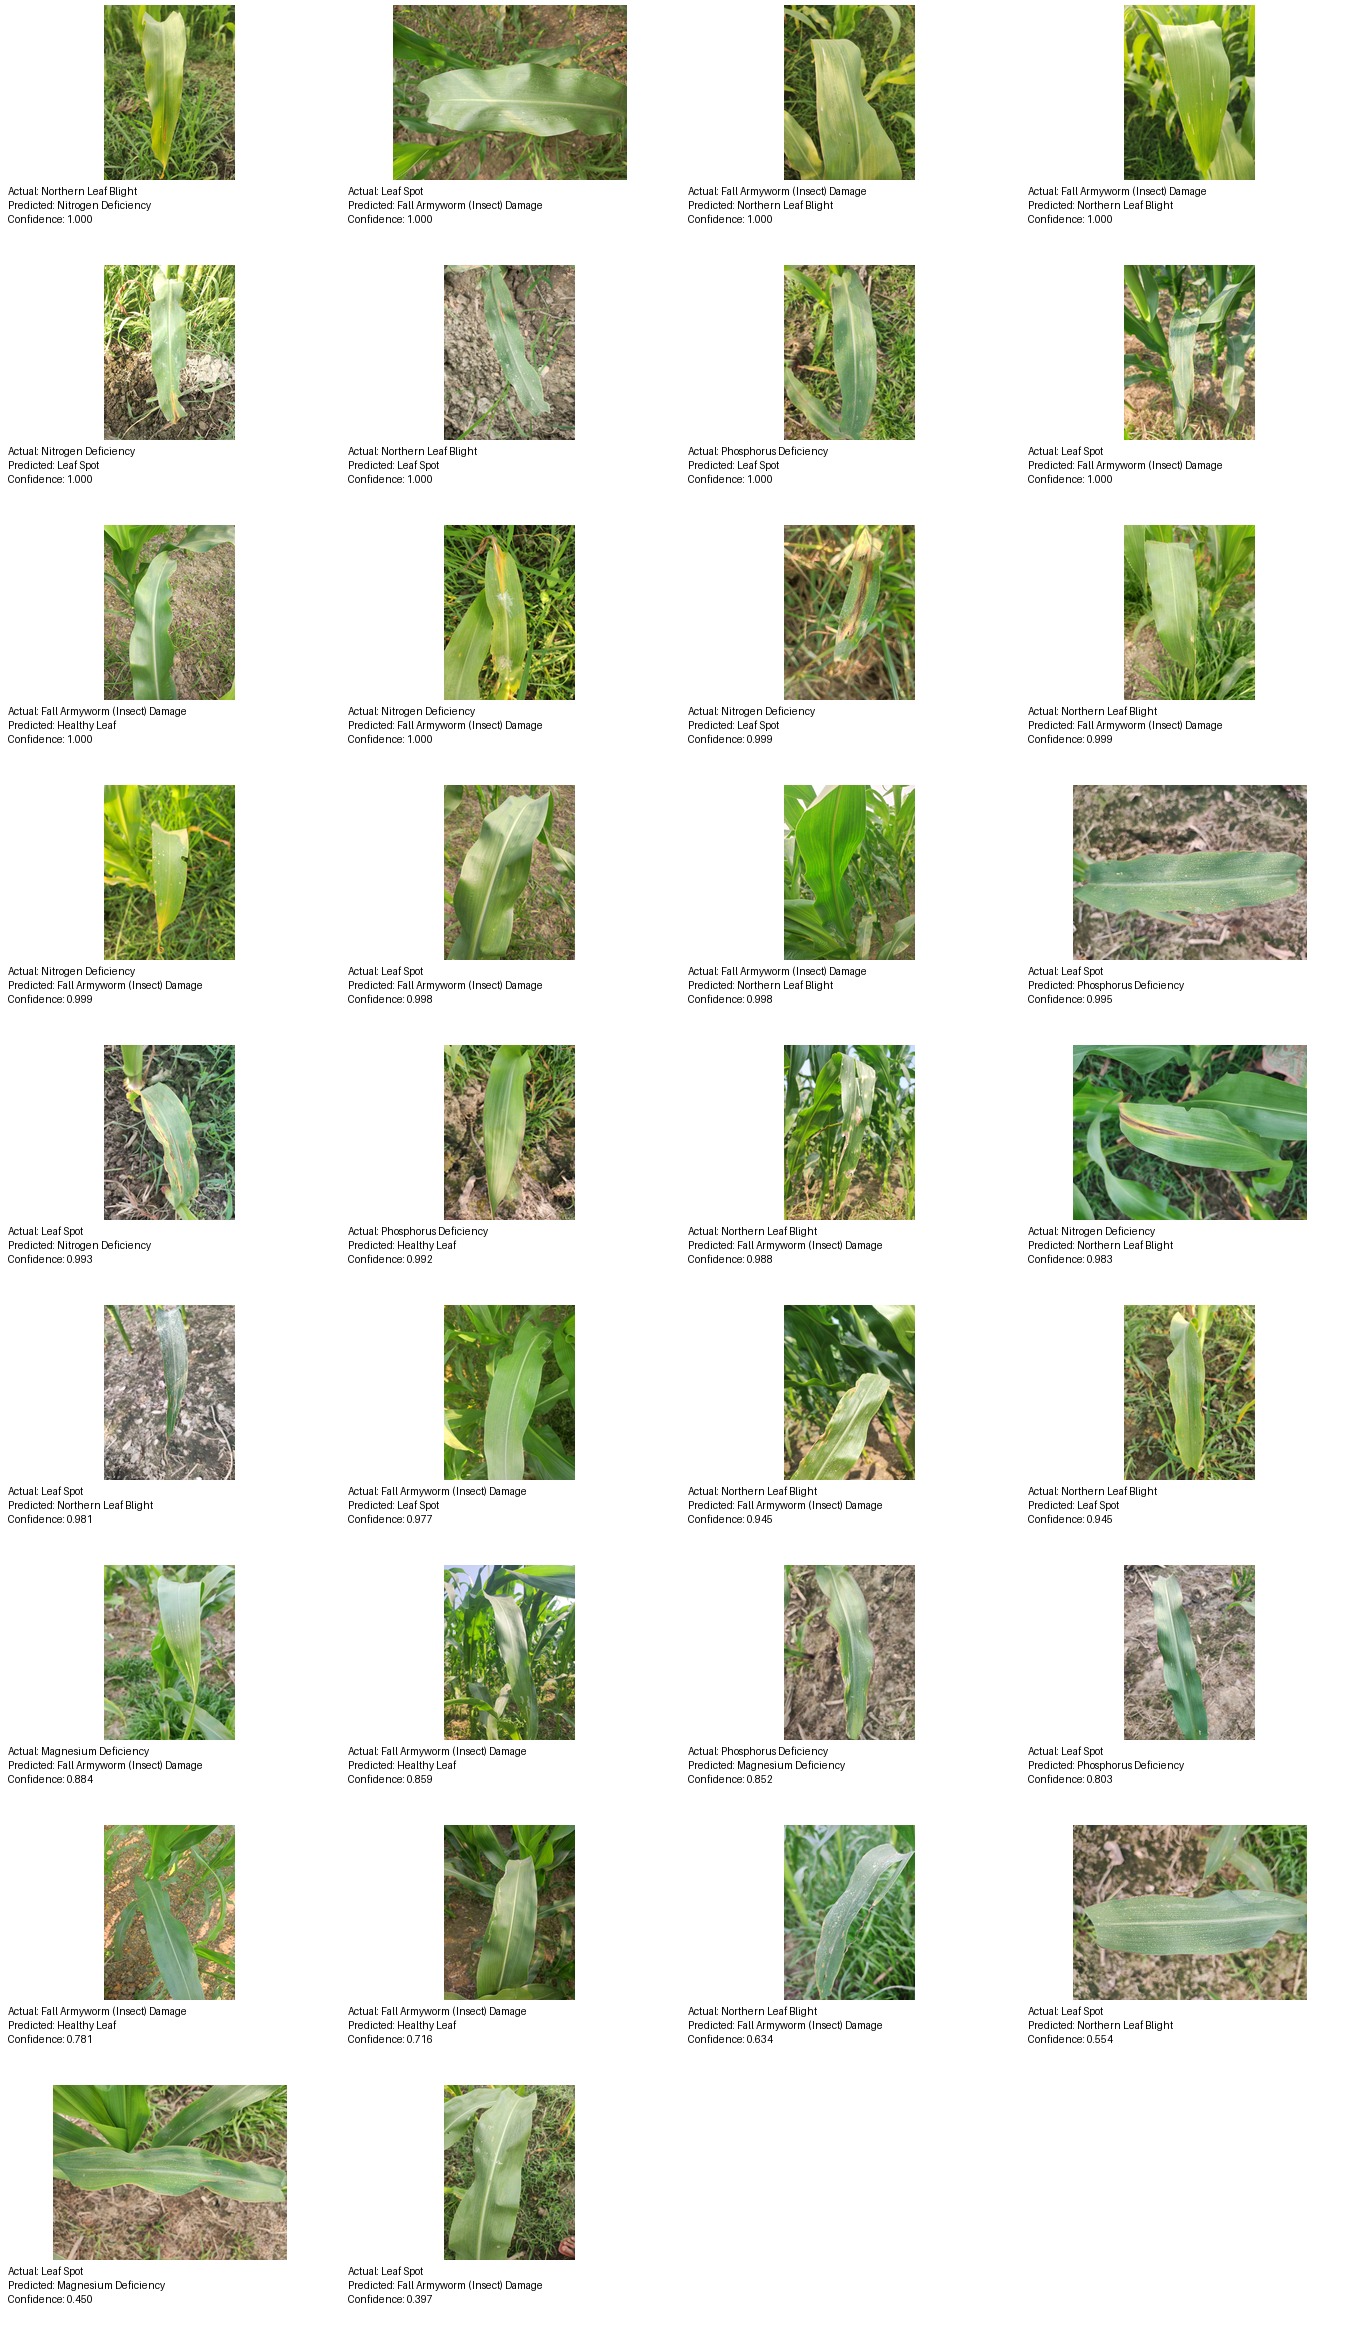 Actual: Northern Leaf Blight
Predicted: Nitrogen Deficiency
Confidence: 1.000
Actual: Leaf Spot
Predicted: Fall Armyworm (Insect) Damage
Confidence: 1.000
Actual: Fall Armyworm (Insect) Damage
Predicted: Northern Leaf Blight
Confidence: 1.000
Actual: Fall Armyworm (Insect) Damage
Predicted: Northern Leaf Blight
Confidence: 1.000
Actual: Nitrogen Deficiency
Predicted: Leaf Spot
Confidence: 1.000
Actual: Northern Leaf Blight
Predicted: Leaf Spot
Confidence: 1.000
Actual: Phosphorus Deficiency
Predicted: Leaf Spot
Confidence: 1.000
Actual: Leaf Spot
Predicted: Fall Armyworm (Insect) Damage
Confidence: 1.000
Actual: Fall Armyworm (Insect) Damage
Predicted: Healthy Leaf
Confidence: 1.000
Actual: Nitrogen Deficiency
Predicted: Fall Armyworm (Insect) Damage
Confidence: 1.000
Actual: Nitrogen Deficiency
Predicted: Leaf Spot
Confidence: 0.999
Actual: Northern Leaf Blight
Predicted: Fall Armyworm (Insect) Damage
Confidence: 0.999
Actual: Nitrogen Deficiency
Predicted: Fall Armyworm (Insect) Damage
Confidence: 0.999
Actual: Leaf Spot
Predicted: Fall Armyworm (Insect) Damage
Confidence: 0.998
Actual: Fall Armyworm (Insect) Damage
Predicted: Northern Leaf Blight
Confidence: 0.998
Actual: Leaf Spot
Predicted: Phosphorus Deficiency
Confidence: 0.995
Actual: Leaf Spot
Predicted: Nitrogen Deficiency
Confidence: 0.993
Actual: Phosphorus Deficiency
Predicted: Healthy Leaf
Confidence: 0.992
Actual: Northern Leaf Blight
Predicted: Fall Armyworm (Insect) Damage
Confidence: 0.988
Actual: Nitrogen Deficiency
Predicted: Northern Leaf Blight
Confidence: 0.983
Actual: Leaf Spot
Predicted: Northern Leaf Blight
Confidence: 0.981
Actual: Fall Armyworm (Insect) Damage
Predicted: Leaf Spot
Confidence: 0.977
Actual: Northern Leaf Blight
Predicted: Fall Armyworm (Insect) Damage
Confidence: 0.945
Actual: Northern Leaf Blight
Predicted: Leaf Spot
Confidence: 0.945
Actual: Magnesium Deficiency
Predicted: Fall Armyworm (Insect) Damage
Confidence: 0.884
Actual: Fall Armyworm (Insect) Damage
Predicted: Healthy Leaf
Confidence: 0.859
Actual: Phosphorus Deficiency
Predicted: Magnesium Deficiency
Confidence: 0.852
Actual: Leaf Spot
Predicted: Phosphorus Deficiency
Confidence: 0.803
Actual: Fall Armyworm (Insect) Damage
Predicted: Healthy Leaf
Confidence: 0.781
Actual: Fall Armyworm (Insect) Damage
Predicted: Healthy Leaf
Confidence: 0.716
Actual: Northern Leaf Blight
Predicted: Fall Armyworm (Insect) Damage
Confidence: 0.634
Actual: Leaf Spot
Predicted: Northern Leaf Blight
Confidence: 0.554
Actual: Leaf Spot
Predicted: Magnesium Deficiency
Confidence: 0.450
Actual: Leaf Spot
Predicted: Fall Armyworm (Insect) Damage
Confidence: 0.397